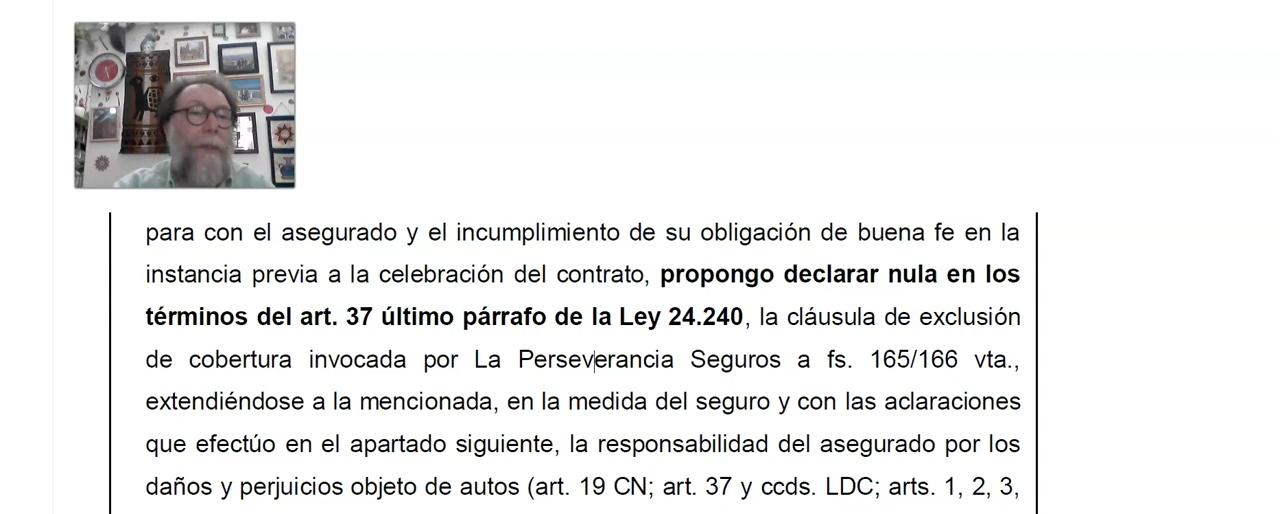 para con el asegurado y el incumplimiento de su obligación de buena fe en la
instancia previa a la celebración del contrato, propongo declarar nula en los
términos del art. 37 último párrafo de la Ley 24.240, la cláusula de exclusión
de cobertura invocada por La Perseverancia Seguros a fs. 165/166 vta.,
extendiéndose a la mencionada, en la medida del seguro y con las aclaraciones
que efectúo en el apartado siguiente, la responsabilidad del asegurado por los
daños y perjuicios objeto de autos (art. 19 CN; art. 37 y ccds. LDC; arts. 1, 2, 3,